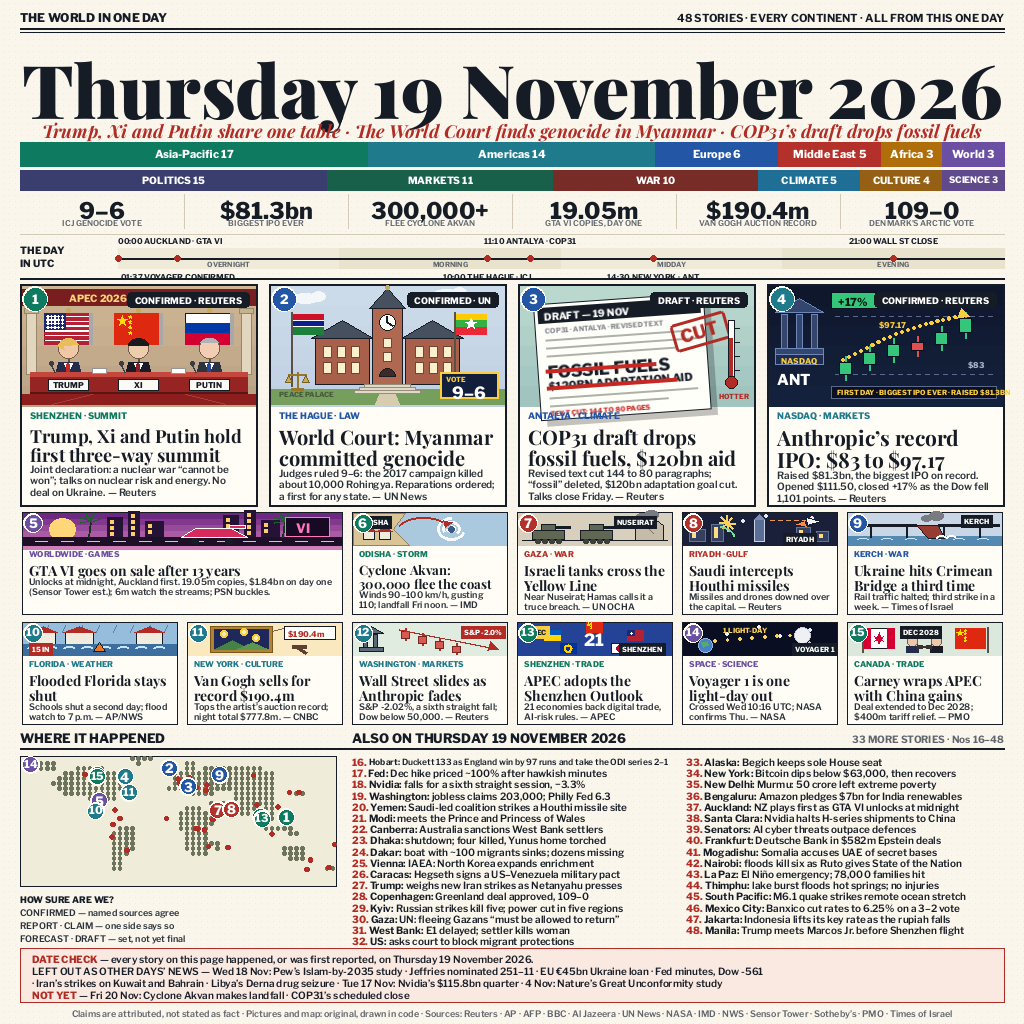 THE WORLD IN ONE DAY
48 STORIES · EVERY CONTINENT · ALL FROM THIS ONE DAY
Thursday 19 November 2026
Trump, Xi and Putin share one table · The World Court finds genocide in Myanmar · COP31's draft drops fossil fuels
Asia-Pacific 17 Americas 14 Europe 6 Middle East 5 Africa 3 World 3
POLITICS 15 MARKETS 11 WAR 10 CLIMATE 5 CULTURE 4 SCIENCE 3
9–6 $81.3bn 300,000+ 19.05m $190.4m 109–0
ICJ GENOCIDE VOTE BIGGEST IPO EVER FLEE CYCLONE AKVAN GTA VI COPIES, DAY ONE VAN GOGH AUCTION RECORD DENMARK'S ARCTIC VOTE
00:00 AUCKLAND · GTA VI 11:10 ANTALYA · COP31 21:00 WALL ST CLOSE
THE DAY
IN UTC
OVERNIGHT MORNING MIDDAY EVENING
01:37 VOYAGER CONFIRMED 10:00 THE HAGUE · ICJ 14:30 NEW YORK · ANT
1
APEC 2026
CONFIRMED · REUTERS
TRUMP XI PUTIN
SHENZHEN · SUMMIT
Trump, Xi and Putin hold
first three-way summit
Joint declaration: a nuclear war “cannot be
won”; talks on nuclear risk and energy. No
deal on Ukraine. — Reuters
2
CONFIRMED · UN
VOTE
9–6
PEACE PALACE
THE HAGUE · LAW
World Court: Myanmar
committed genocide
Judges ruled 9–6: the 2017 campaign killed
about 10,000 Rohingya. Reparations ordered;
a first for any state. — UN News
3
DRAFT · REUTERS
DRAFT — 19 NOV
COP31 · ANTALYA · REVISED TEXT
CUT
FOSSIL FUELS
$120BN ADAPTATION AID
TEXT CUT: 144 TO 80 PAGES
HOTTER
ANTALYA · CLIMATE
COP31 draft drops
fossil fuels, $120bn aid
Revised text cut 144 to 80 paragraphs;
“fossil” deleted, $120bn adaptation goal cut.
Talks close Friday. — Reuters
4
+17%
CONFIRMED · REUTERS
$97.17
NASDAQ
$83
ANT
FIRST DAY · BIGGEST IPO EVER · RAISED $81.3BN
NASDAQ · MARKETS
Anthropic’s record
IPO: $83 to $97.17
Raised $81.3bn, the biggest IPO on record.
Opened $111.50, closed +17% as the Dow fell
1,101 points. — Reuters
5
VI
WORLDWIDE · GAMES
GTA VI goes on sale after 13 years
Unlocks at midnight, Auckland first. 19.05m copies, $1.84bn on day one
(Sensor Tower est.); 6m watch the streams; PSN buckles.
6
SHA
ODISHA · STORM
Cyclone Akvan:
300,000 flee the coast
Winds 90–100 km/h, gusting
110; landfall Fri noon. — IMD
7
NUSEIRAT
GAZA · WAR
Israeli tanks cross the
Yellow Line
Near Nuseirat; Hamas calls it a
truce breach. — UN OCHA
8
RIYADH
RIYADH · GULF
Saudi intercepts
Houthi missiles
Missiles and drones downed over
the capital. — Reuters
9
KERCH
KERCH · WAR
Ukraine hits Crimean
Bridge a third time
Rail traffic halted; third strike in a
week. — Times of Israel
10
15 IN
FLORIDA · WEATHER
Flooded Florida stays
shut
Schools shut a second day; flood
watch to 7 p.m. — AP/NWS
11
$190.4m
NEW YORK · CULTURE
Van Gogh sells for
record $190.4m
Tops the artist's auction record;
night total $777.8m. — CNBC
12
S&P -2.0%
WASHINGTON · MARKETS
Wall Street slides as
Anthropic fades
S&P -2.02%, a sixth straight fall;
Dow below 50,000. — Reuters
13
EC
21
SHENZHEN
SHENZHEN · TRADE
APEC adopts the
Shenzhen Outlook
21 economies back digital trade,
AI-risk rules. — APEC
14
1 LIGHT-DAY
VOYAGER 1
SPACE · SCIENCE
Voyager 1 is one
light-day out
Crossed Wed 10:16 UTC; NASA
confirms Thu. — NASA
15
DEC 2028
CANADA · TRADE
Carney wraps APEC
with China gains
Deal extended to Dec 2028;
$400m tariff relief. — PMO
WHERE IT HAPPENED
14 15 4 11 5 10 2 3 9 7 8 13 1
HOW SURE ARE WE?
CONFIRMED — named sources agree
REPORT · CLAIM — one side says so
FORECAST · DRAFT — set, not yet final
ALSO ON THURSDAY 19 NOVEMBER 2026
33 MORE STORIES · Nos 16–48
16. Hobart: Duckett 133 as England win by 97 runs and take the ODI series 2–1
17. Fed: Dec hike priced ~100% after hawkish minutes
18. Nvidia: falls for a sixth straight session, −3.3%
19. Washington: jobless claims 203,000; Philly Fed 6.3
20. Yemen: Saudi-led coalition strikes a Houthi missile site
21. Modi: meets the Prince and Princess of Wales
22. Canberra: Australia sanctions West Bank settlers
23. Dhaka: shutdown; four killed, Yunus home torched
24. Dakar: boat with ~100 migrants sinks; dozens missing
25. Vienna: IAEA: North Korea expands enrichment
26. Caracas: Hegseth signs a US–Venezuela military pact
27. Trump: weighs new Iran strikes as Netanyahu presses
28. Copenhagen: Greenland deal approved, 109–0
29. Kyiv: Russian strikes kill five; power cut in five regions
30. Gaza: UN: fleeing Gazans “must be allowed to return”
31. West Bank: E1 delayed; settler kills woman
32. US: asks court to block migrant protections
33. Alaska: Begich keeps sole House seat
34. New York: Bitcoin dips below $63,000, then recovers
35. New Delhi: Murmu: 50 crore left extreme poverty
36. Bengaluru: Amazon pledges $7bn for India renewables
37. Auckland: NZ plays first as GTA VI unlocks at midnight
38. Santa Clara: Nvidia halts H-series shipments to China
39. Senators: AI cyber threats outpace defences
40. Frankfurt: Deutsche Bank in $582m Epstein deals
41. Mogadishu: Somalia accuses UAE of secret bases
42. Nairobi: floods kill six as Ruto gives State of the Nation
43. La Paz: El Niño emergency; 78,000 families hit
44. Thimphu: lake burst floods hot springs; no injuries
45. South Pacific: M6.1 quake strikes remote ocean stretch
46. Mexico City: Banxico cut rates to 6.25% on a 3–2 vote
47. Jakarta: Indonesia lifts its key rate as the rupiah falls
48. Manila: Trump meets Marcos Jr. before Shenzhen flight
DATE CHECK — every story on this page happened, or was first reported, on Thursday 19 November 2026.
LEFT OUT AS OTHER DAYS’ NEWS — Wed 18 Nov: Pew’s Islam-by-2035 study · Jeffries nominated 251–11 · EU €45bn Ukraine loan · Fed minutes, Dow -561
· Iran’s strikes on Kuwait and Bahrain · Libya’s Derna drug seizure · Tue 17 Nov: Nvidia’s $115.8bn quarter · 4 Nov: Nature’s Great Unconformity study
NOT YET — Fri 20 Nov: Cyclone Akvan makes landfall · COP31’s scheduled close
Claims are attributed, not stated as fact · Pictures and map: original, drawn in code · Sources: Reuters · AP · AFP · BBC · Al Jazeera · UN News · NASA · IMD · NWS · Sensor Tower · Sotheby’s · PMO · Times of Israel